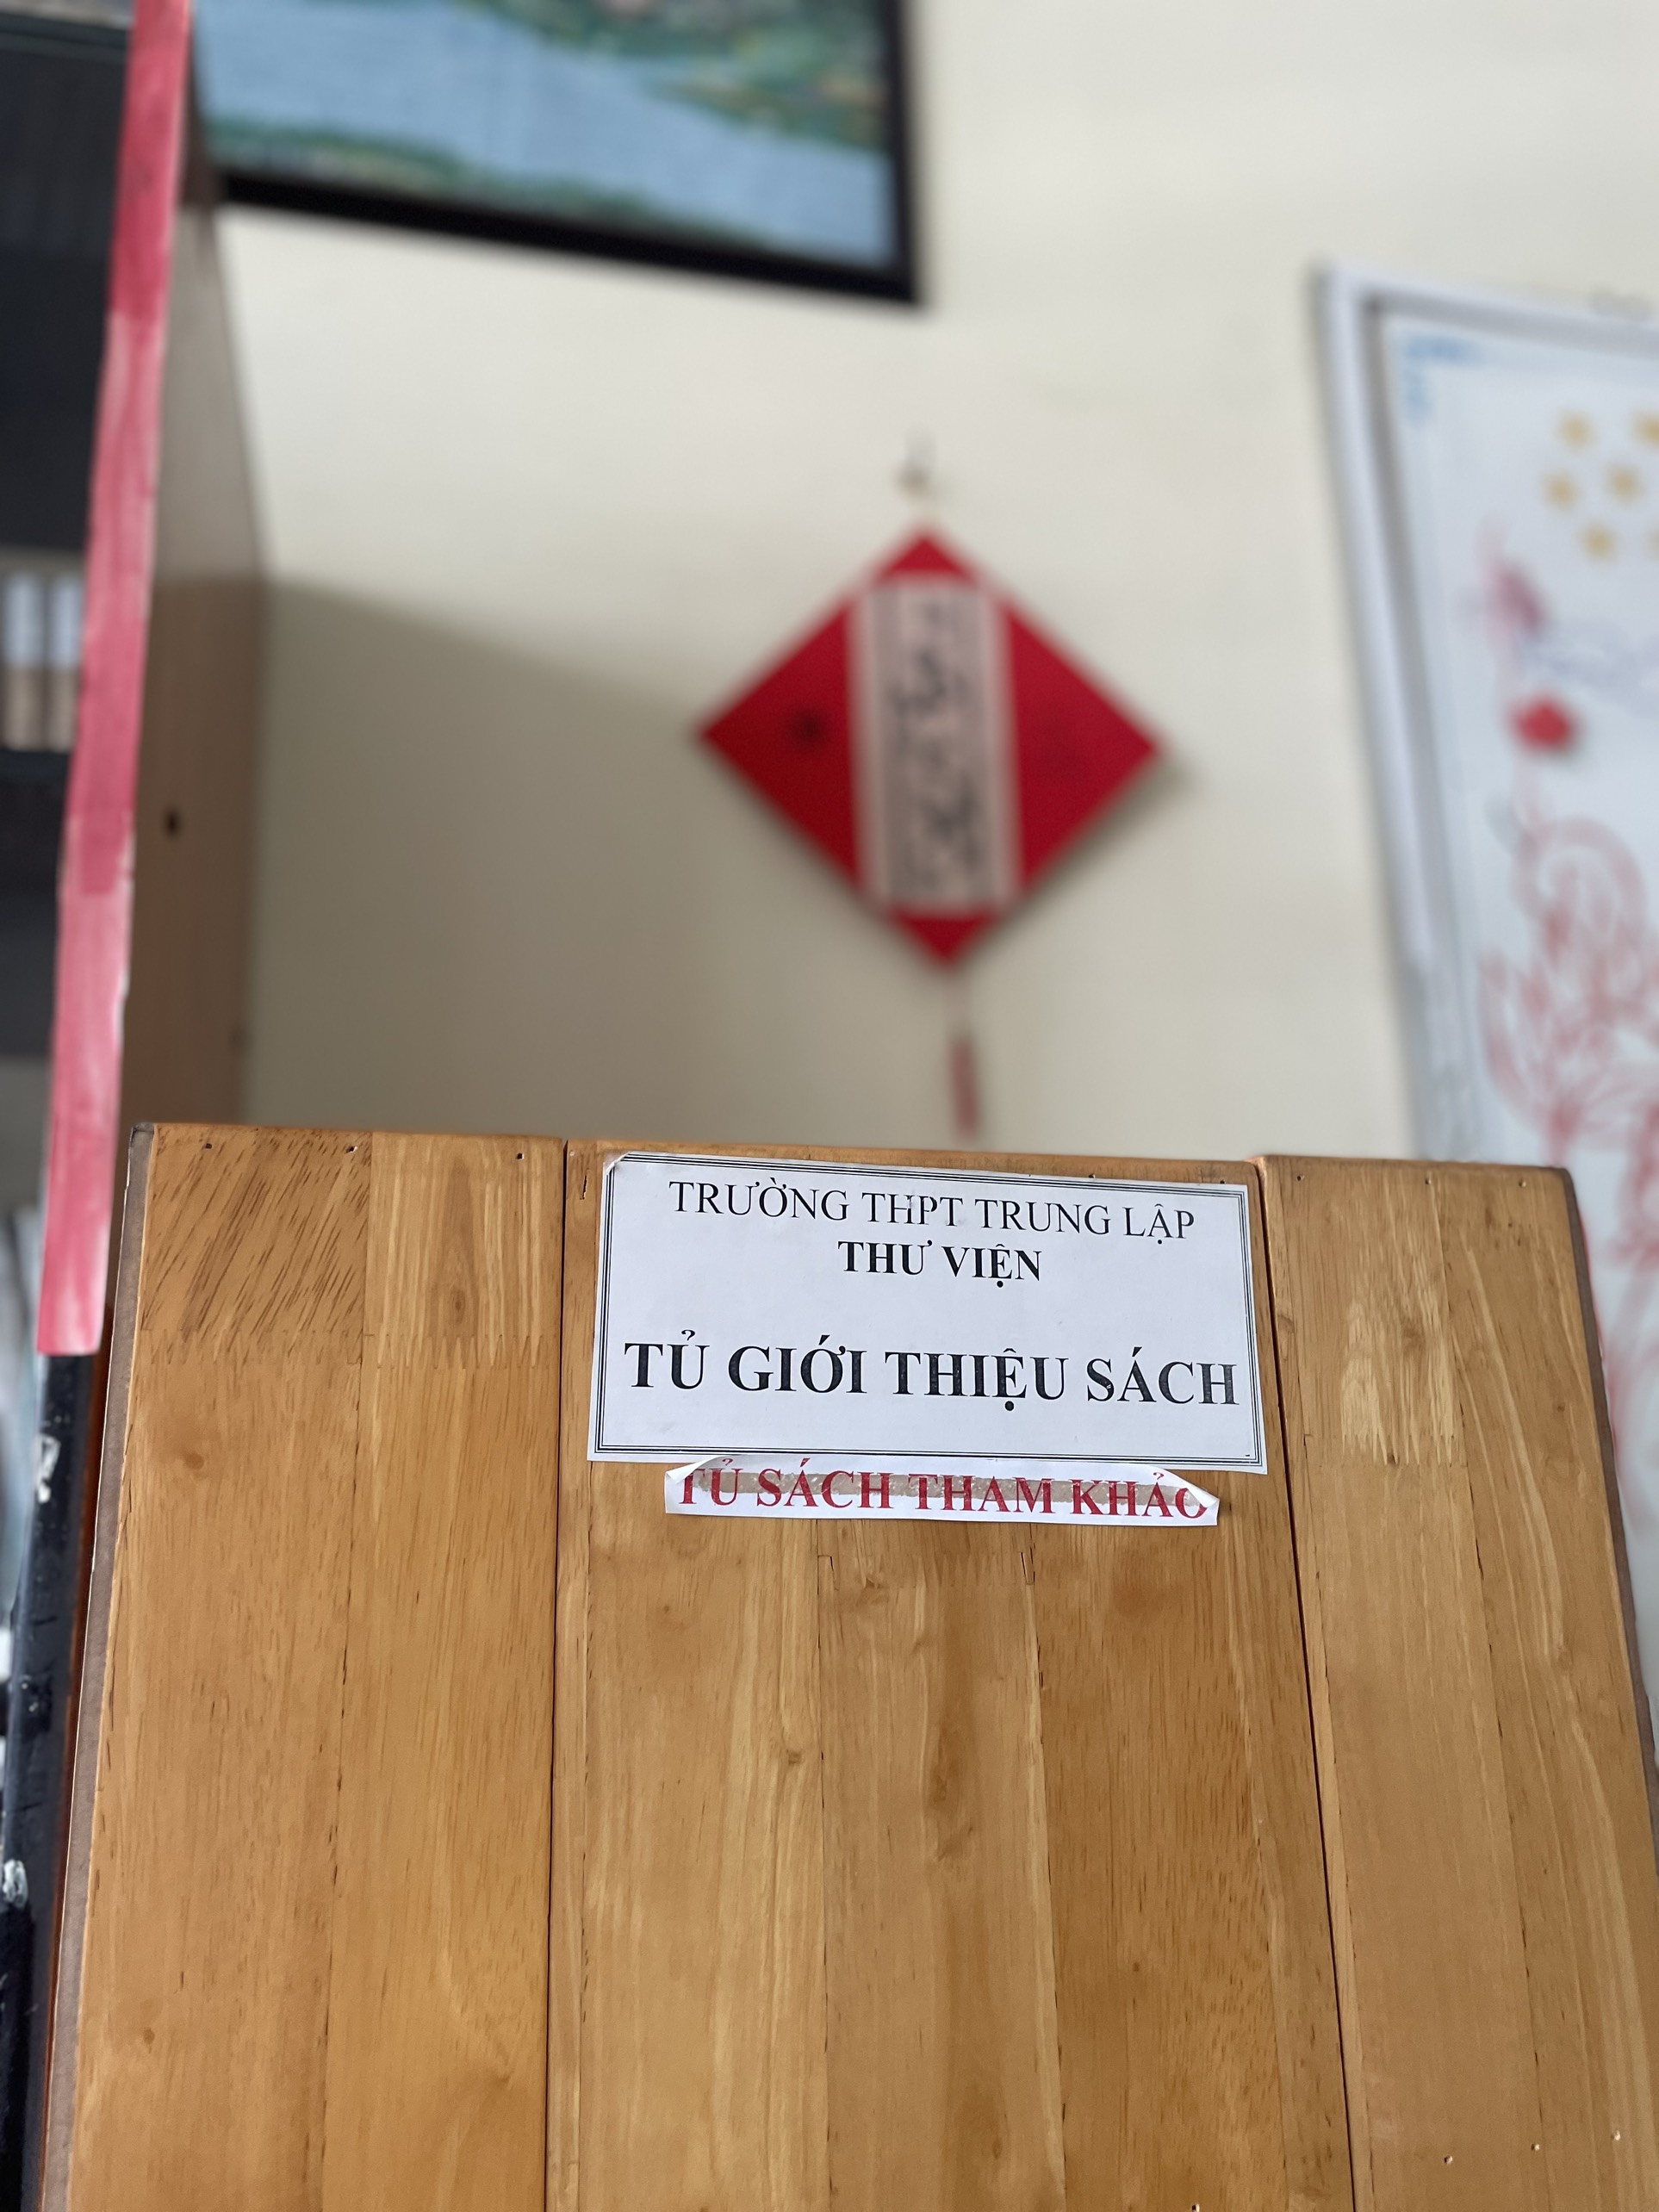 TRƯỜNG THPT TRUNG LẬP
THƯ VIỆN
TỦ GIỚI THIỆU SÁCH
TỦ SÁCH THAM KHẢO